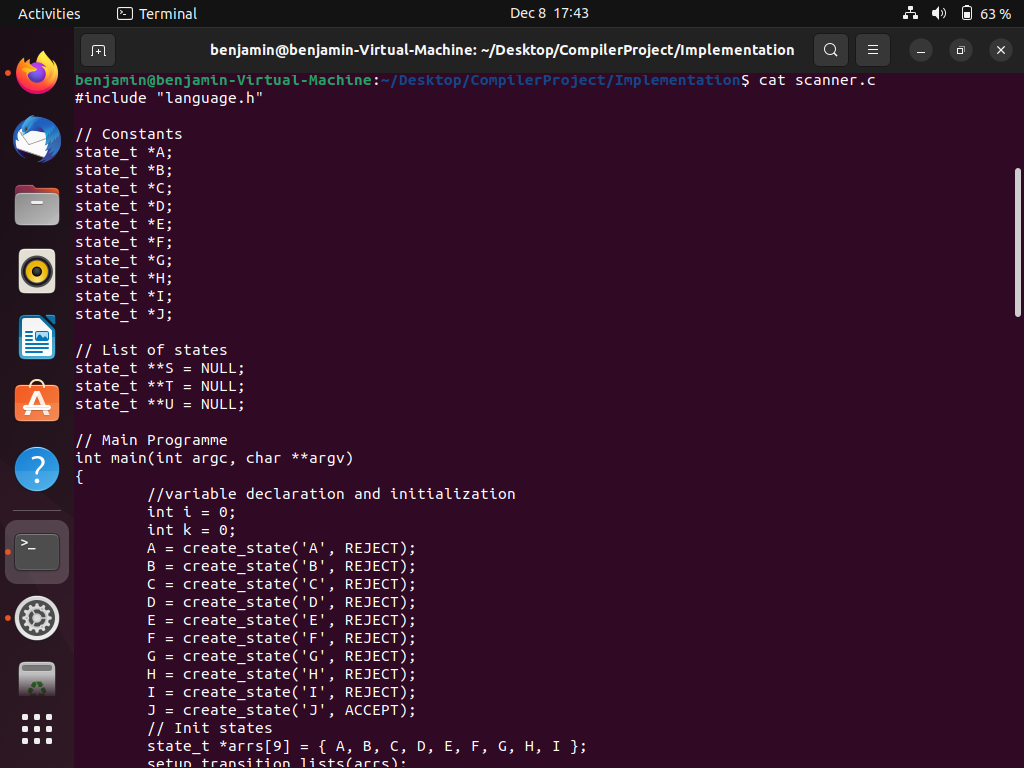 Activities
Terminal
Dec 8 17:43
63 %
benjamin@benjamin-Virtual-Machine: ~/Desktop/CompilerProject/Implementation
benjamin@benjamin-Virtual-Machine:~/Desktop/CompilerProject/Implementation$ cat scanner.c
#include "language.h"

// Constants
state_t *A;
state_t *B;
state_t *C;
state_t *D;
state_t *E;
state_t *F;
state_t *G;
state_t *H;
state_t *I;
state_t *J;

// List of states
state_t **S = NULL;
state_t **T = NULL;
state_t **U = NULL;

// Main Programme
int main(int argc, char **argv)
{
        //variable declaration and initialization
        int i = 0;
        int k = 0;
        A = create_state('A', REJECT);
        B = create_state('B', REJECT);
        C = create_state('C', REJECT);
        D = create_state('D', REJECT);
        E = create_state('E', REJECT);
        F = create_state('F', REJECT);
        G = create_state('G', REJECT);
        H = create_state('H', REJECT);
        I = create_state('I', REJECT);
        J = create_state('J', ACCEPT);
        // Init states
        state_t *arrs[9] = { A, B, C, D, E, F, G, H, I };
        setup_transition_lists(arrs);